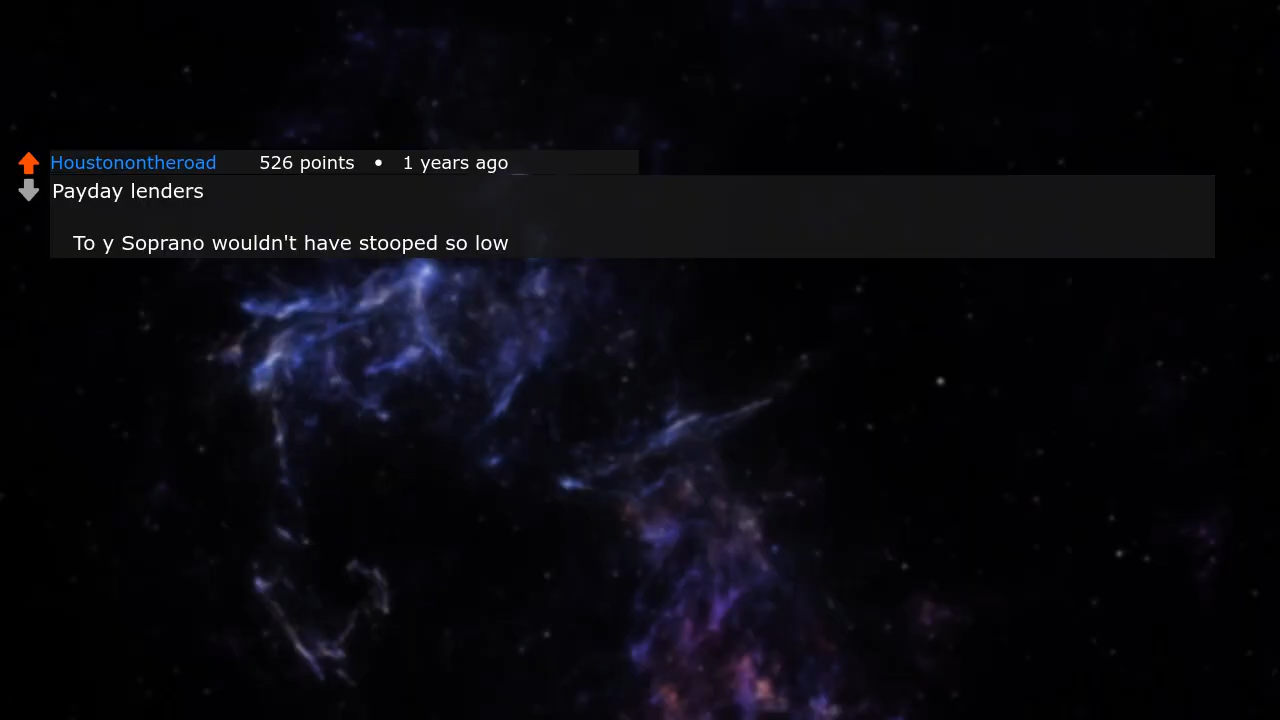 Houstonontheroad 526 points • 1 years ago
Payday lenders
To y Soprano wouldn't have stooped so low